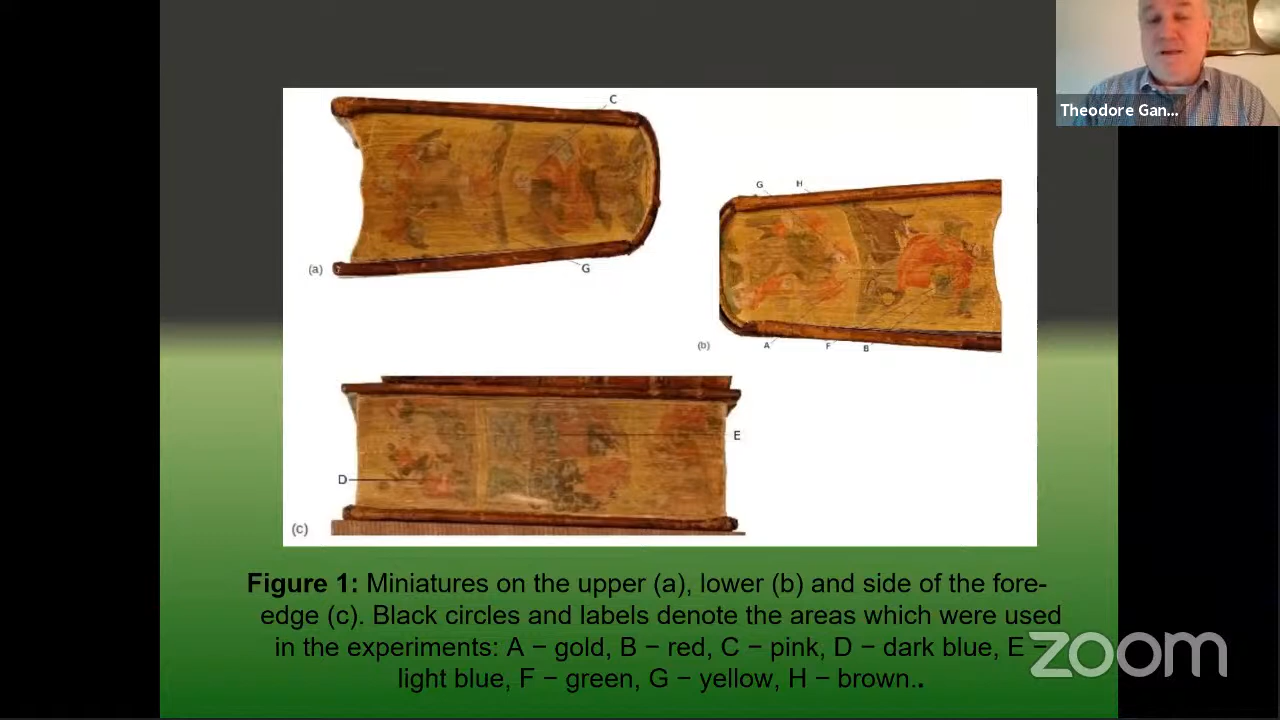 Theodore Gan...
C
G
(a)
G
H
(b)
A
F
B
E
D
(c)
Figure 1: Miniatures on the upper (a), lower (b) and side of the fore-
edge (c). Black circles and labels denote the areas which were used
in the experiments: A − gold, B − red, C − pink, D − dark blue, E −
light blue, F − green, G − yellow, H − brown..
zoom